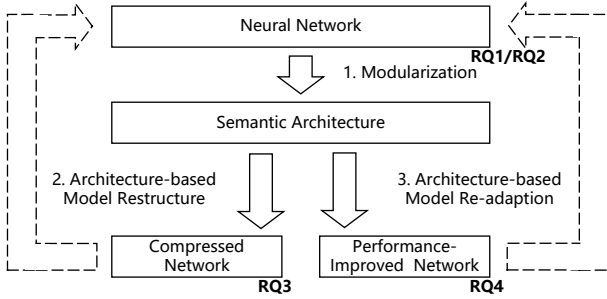 Neural Network
RQ1/RQ2
1. Modularization
Semantic Architecture
2. Architecture-based
Model Restructure
3. Architecture-based
Model Re-adaption
Compressed
Network
RQ3
Performance-
Improved Network
RQ4